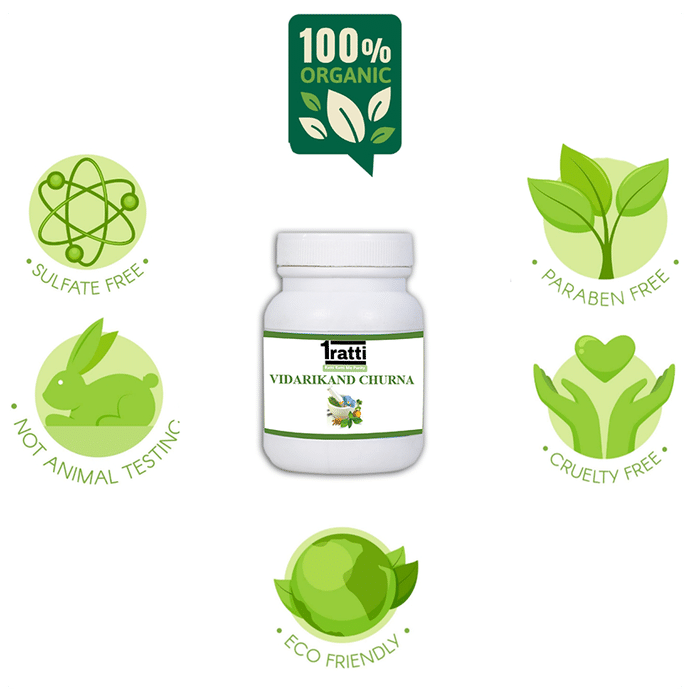 100%
ORGANIC
• SULFATE FREE •
• PARABEN FREE •
1ratti
VIDARIKAND CHURNA
• NOT ANIMAL TESTING
• CRUELTY FREE •
• ECO FRIENDLY •